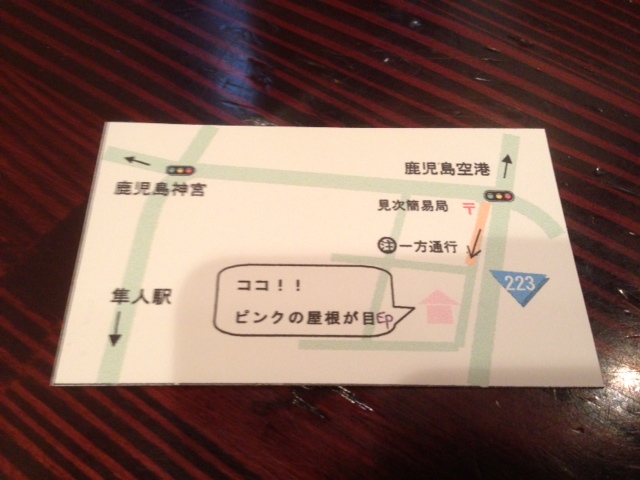 鹿児島空港
鹿児島神宮
見次簡易局 〒
注 一方通行
223
隼人駅
ココ！！
ピンクの屋根が目印